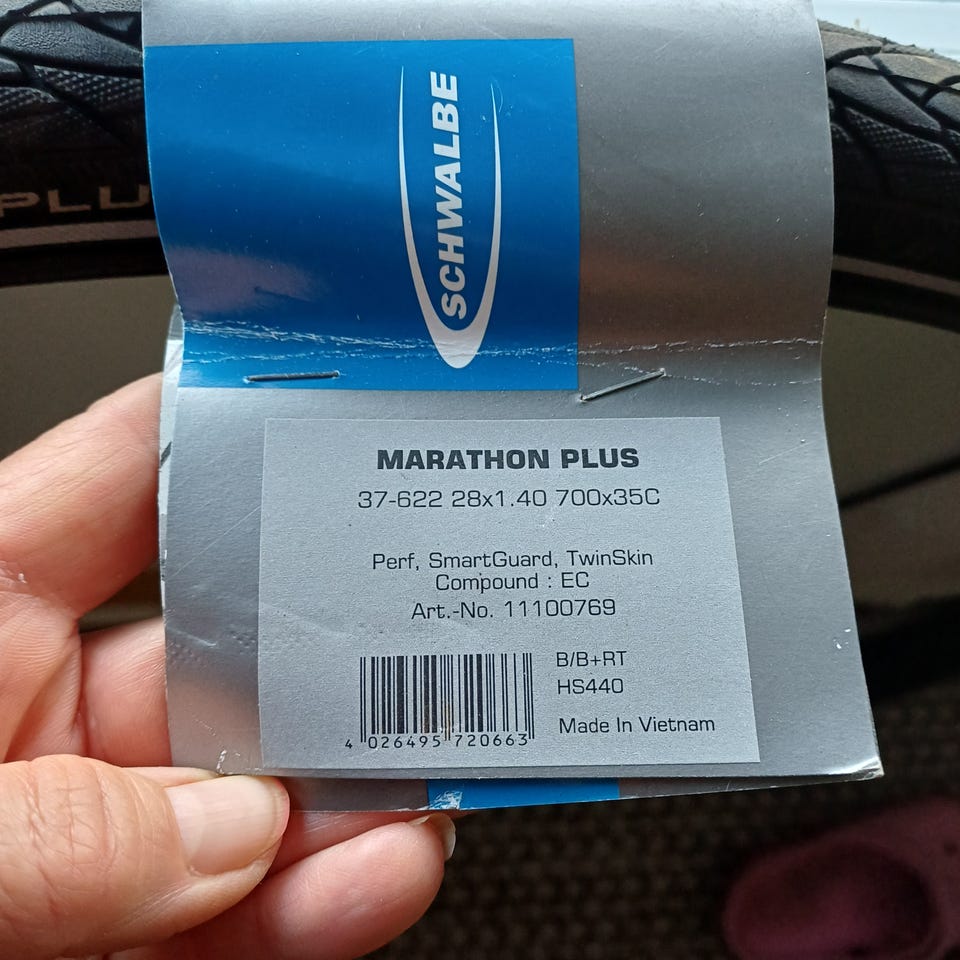 PLU
SCHWALBE
MARATHON PLUS
37-622 28x1.40 700x35C
Perf, SmartGuard, TwinSkin
Compound : EC
Art.-No. 11100769
B/B+RT
HS440
Made In Vietnam
4 026495 720663